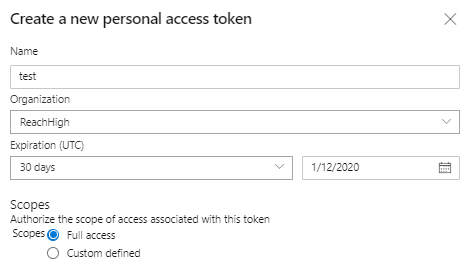 Create a new personal access token
Name
test
Organization
ReachHigh
Expiration (UTC)
30 days
1/12/2020
Scopes
Authorize the scope of access associated with this token
Scopes Full access
Custom defined